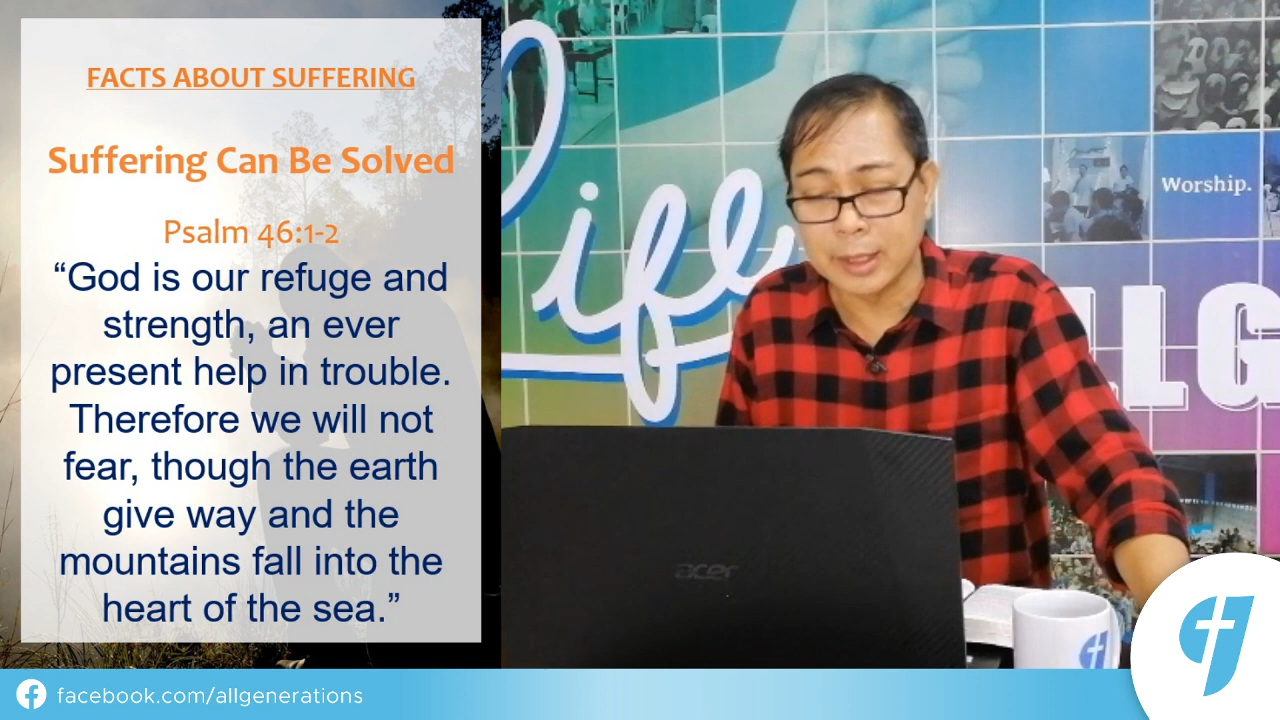 FACTS ABOUT SUFFERING
Suffering Can Be Solved
Psalm 46:1-2
“God is our refuge and
strength, an ever
present help in trouble.
Therefore we will not
fear, though the earth
give way and the
mountains fall into the
heart of the sea.”
life
Worship.
LLG
acer
facebook.com/allgenerations